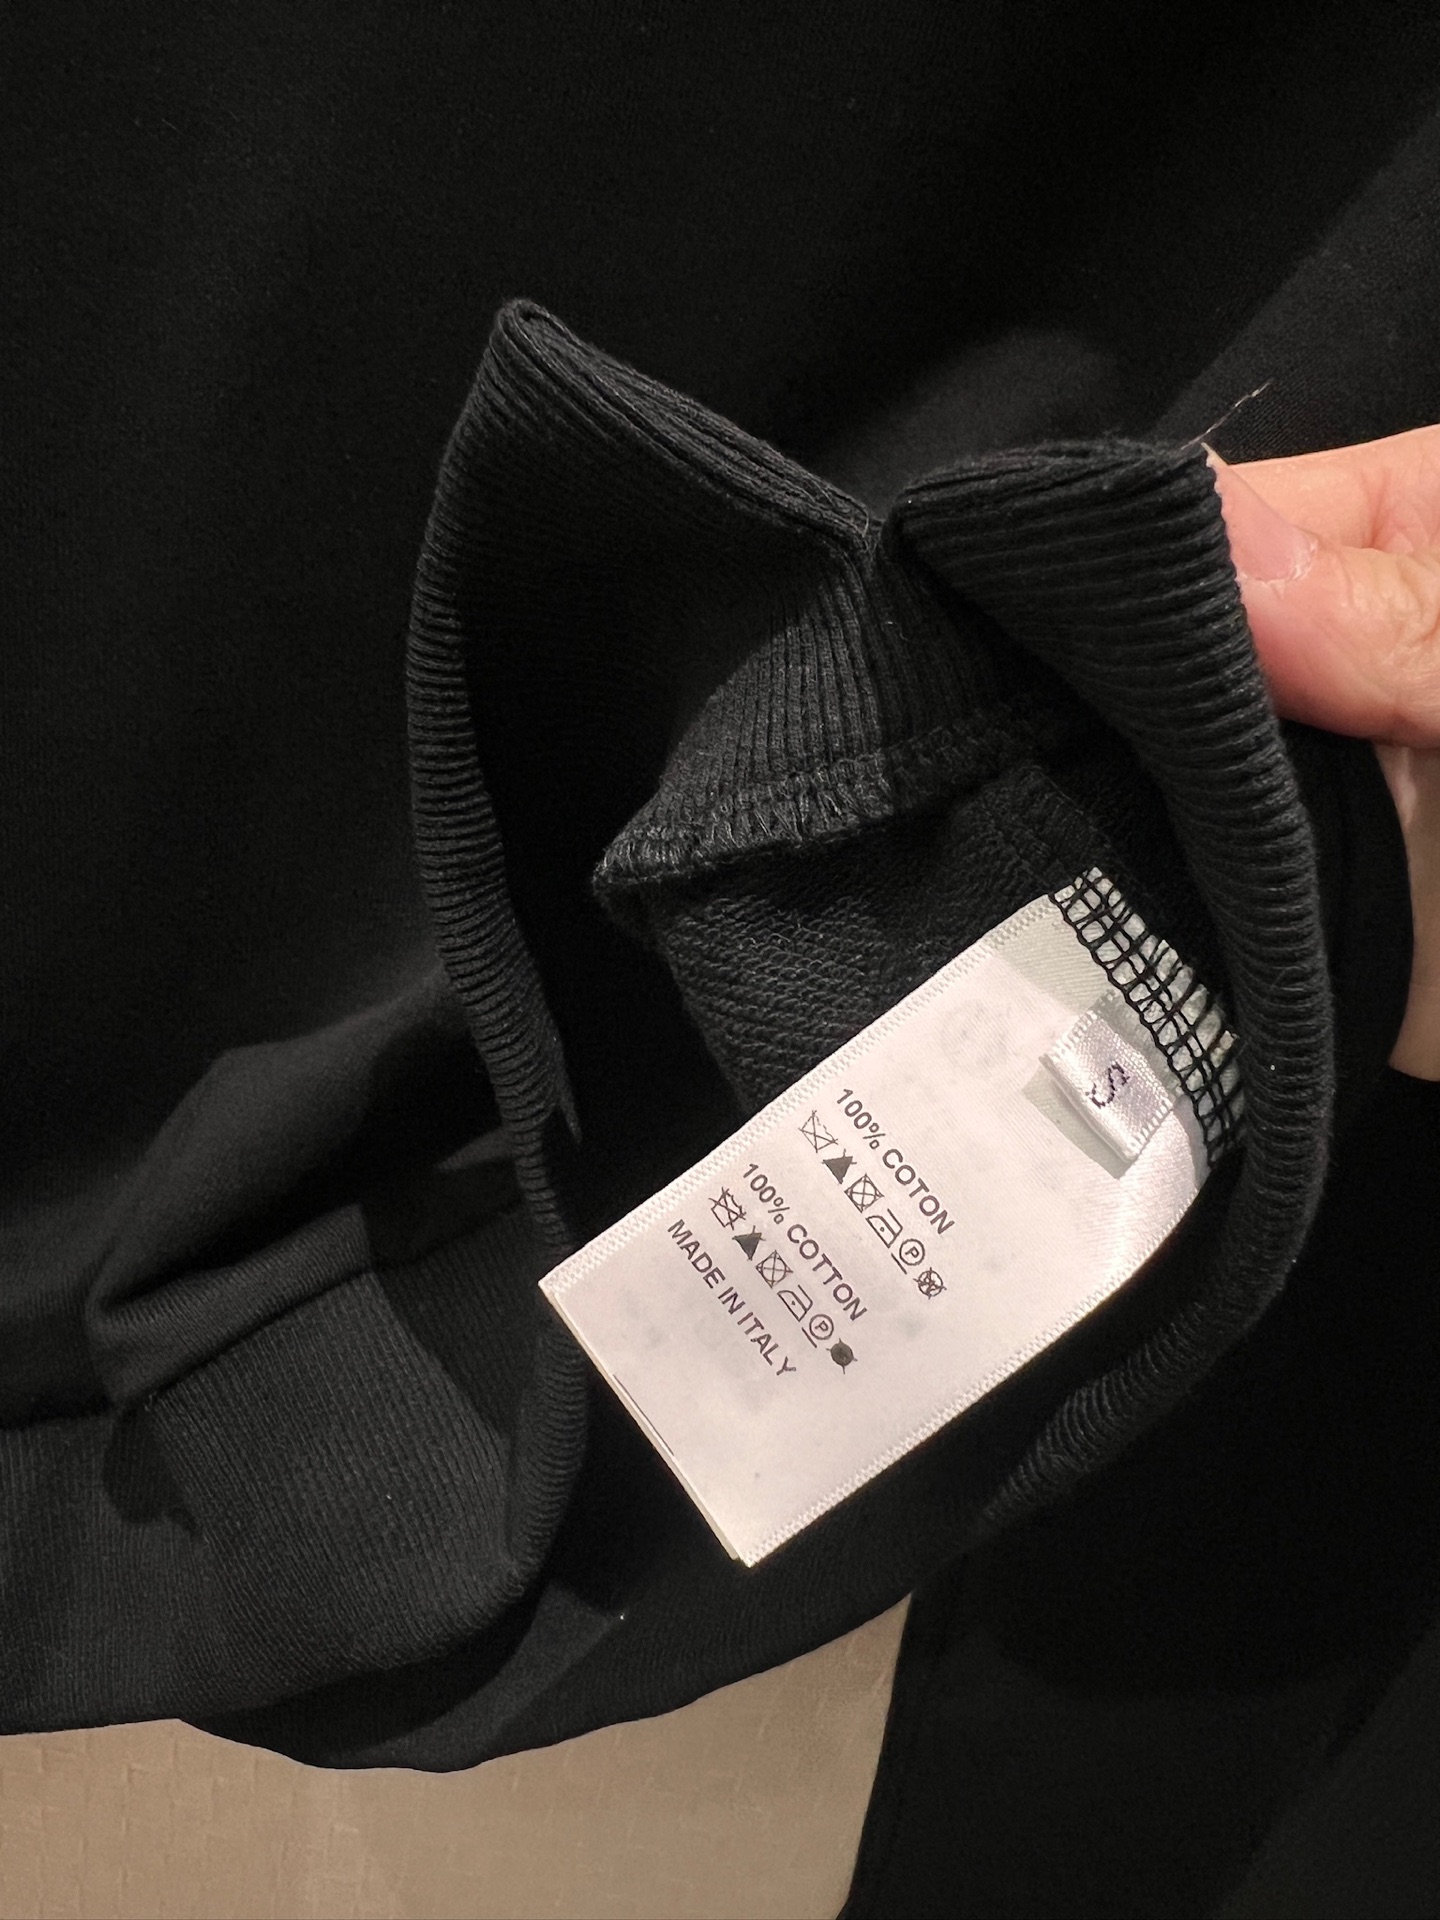 S
100% COTON
P
100% COTTON
P
MADE IN ITALY